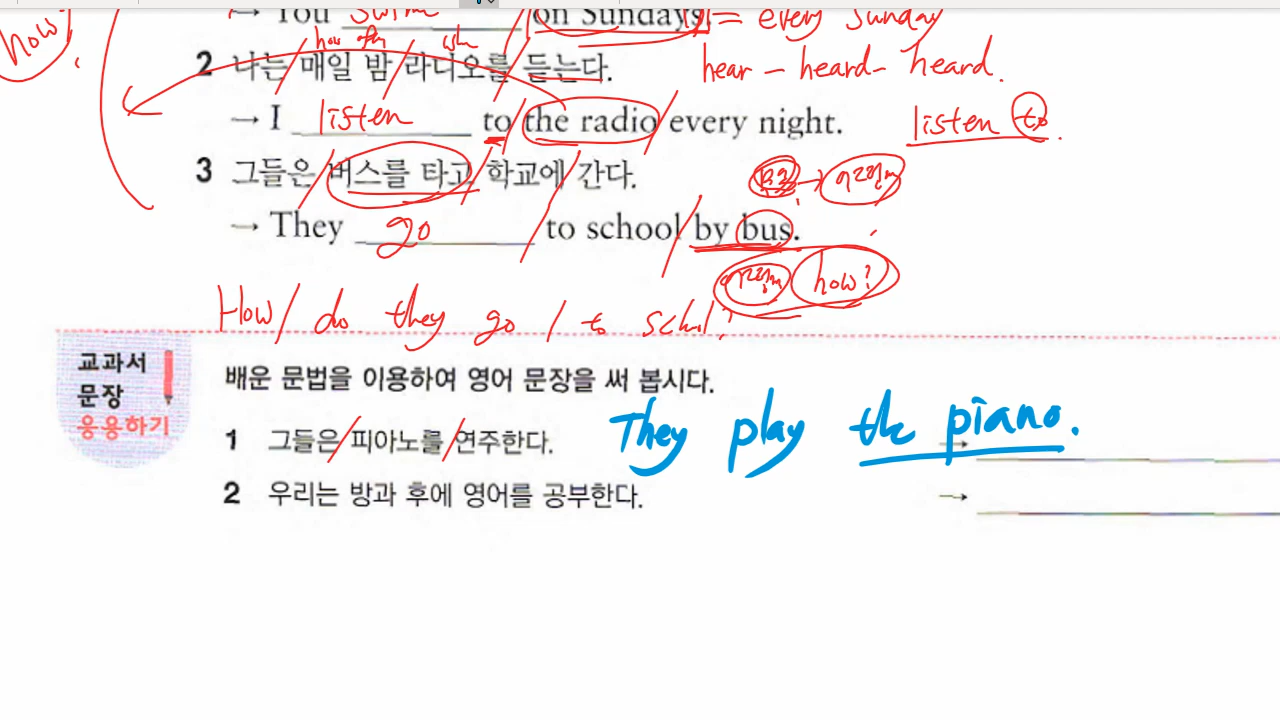 → You swim on Sundays = every Sunday
how?
how often
2 나는 / 매일 밤 / 라디오를 / 듣는다. hear - heard - heard.
→ I listen to / the radio / every night. listen to
3 그들은 / 버스를 타고 / 학교에 / 간다.
→ They go / to school / by bus.
how?
How / do they go / to school?
교과서
문장
응용하기
배운 문법을 이용하여 영어 문장을 써 봅시다.
1 그들은 / 피아노를 / 연주한다. They play the piano. →
2 우리는 방과 후에 영어를 공부한다. →